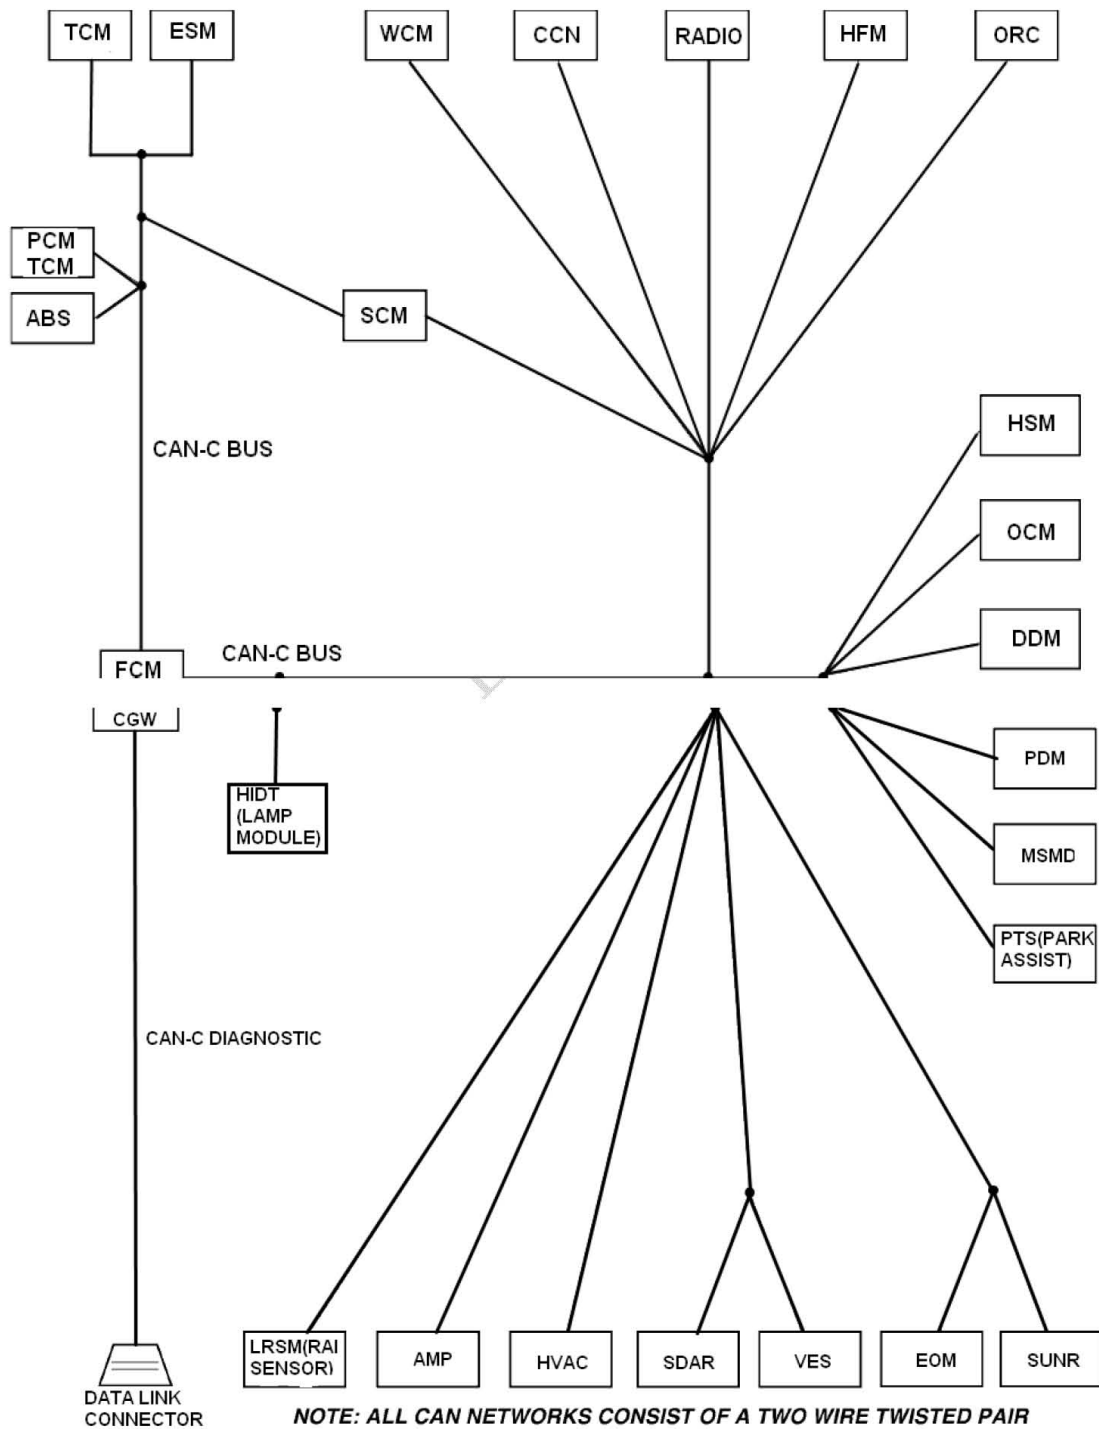 TCM
ESM
WCM
CCN
RADIO
HFM
ORC
PCM
TCM
ABS
SCM
CAN-C BUS
HSM
OCM
DDM
CAN-C BUS
FCM
CGW
HIDT
(LAMP
MODULE)
PDM
MSMD
PTS(PARK
ASSIST)
CAN-C DIAGNOSTIC
LRSM(RAI
SENSOR)
AMP
HVAC
SDAR
VES
EOM
SUNR
DATA LINK
CONNECTOR
NOTE: ALL CAN NETWORKS CONSIST OF A TWO WIRE TWISTED PAIR